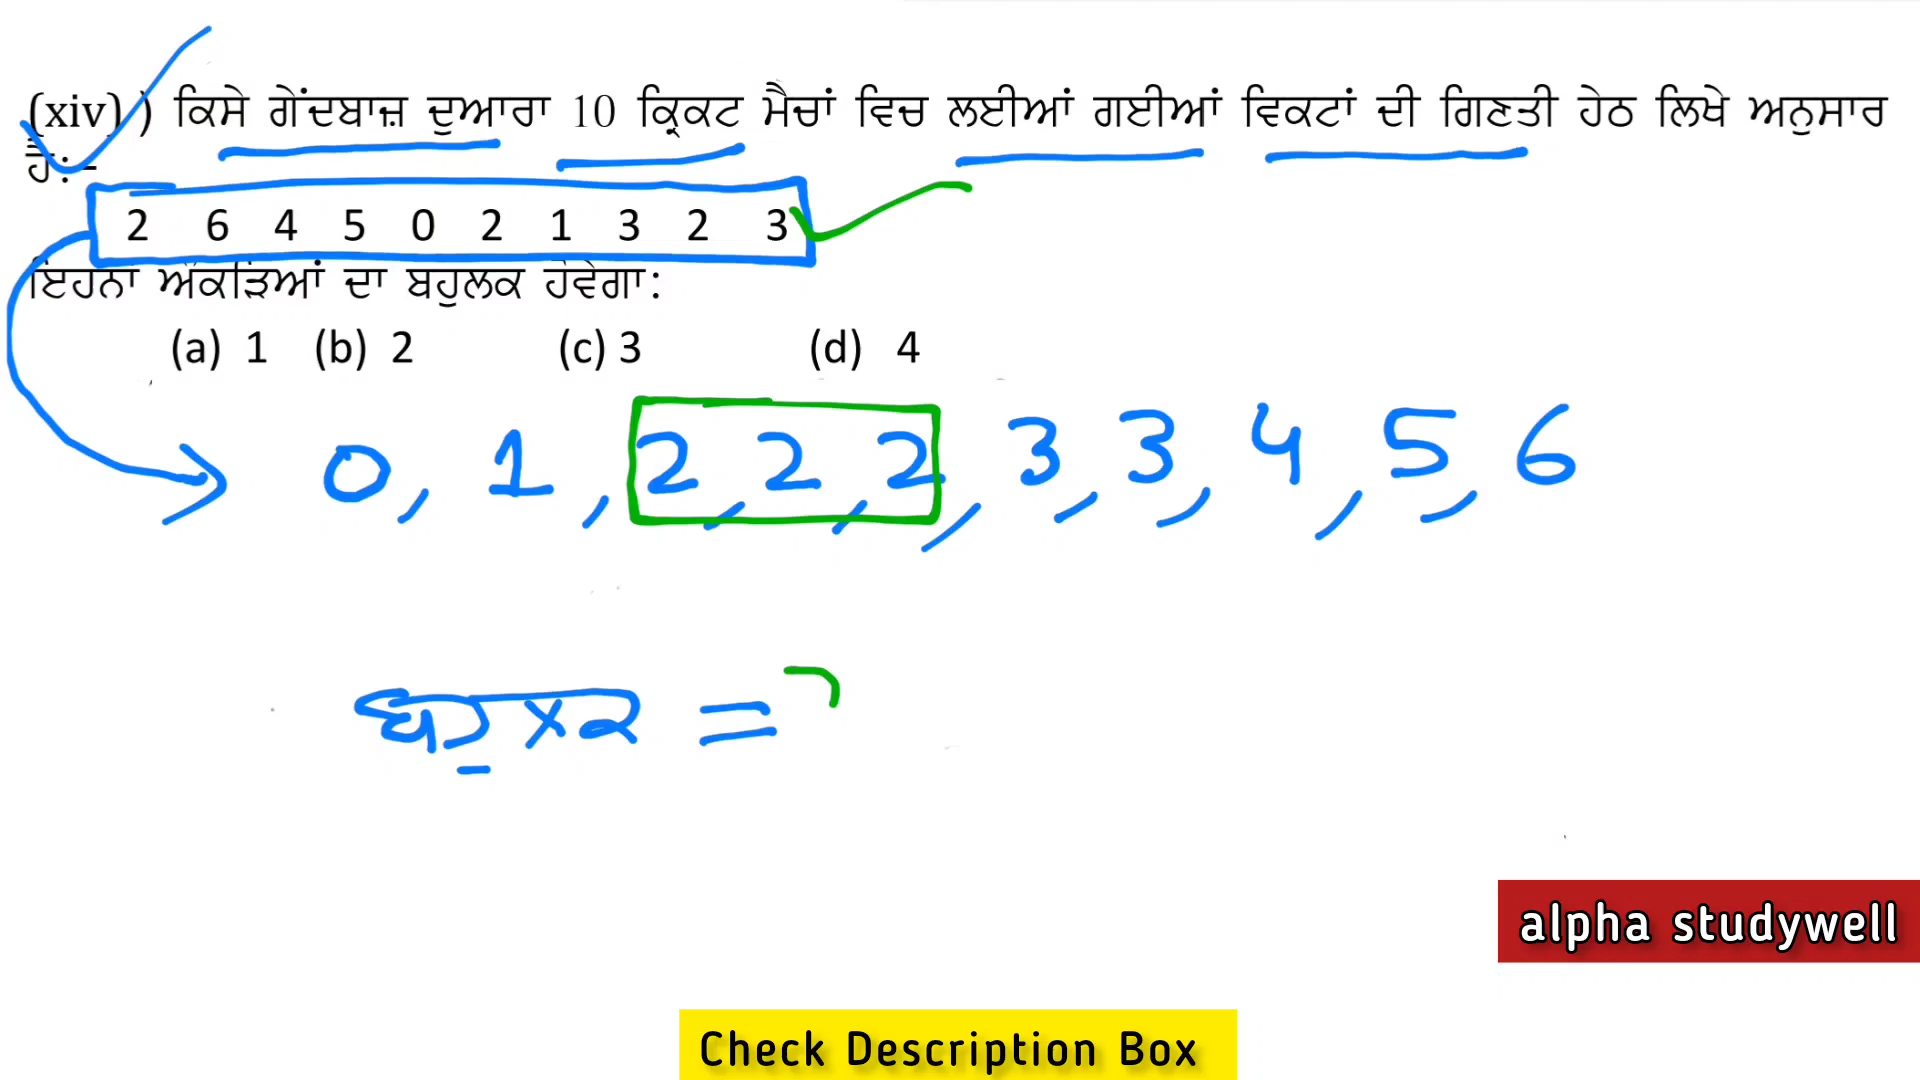 (xiv) ) ਕਿਸੇ ਗੇਂਦਬਾਜ਼ ਦੁਆਰਾ 10 ਕ੍ਰਿਕਟ ਮੈਚਾਂ ਵਿਚ ਲਈਆਂ ਗਈਆਂ ਵਿਕਟਾਂ ਦੀ ਗਿਣਤੀ ਹੇਠ ਲਿਖੇ ਅਨੁਸਾਰ
ਹੈ:-
2 6 4 5 0 2 1 3 2 3
ਇਹਨਾਂ ਅੰਕੜਿਆਂ ਦਾ ਬਹੁਲਕ ਹੋਵੇਗਾ:
(a) 1 (b) 2 (c) 3 (d) 4
0, 1, 2, 2, 2, 3, 3, 4, 5, 6
=
alpha studywell
Check Description Box